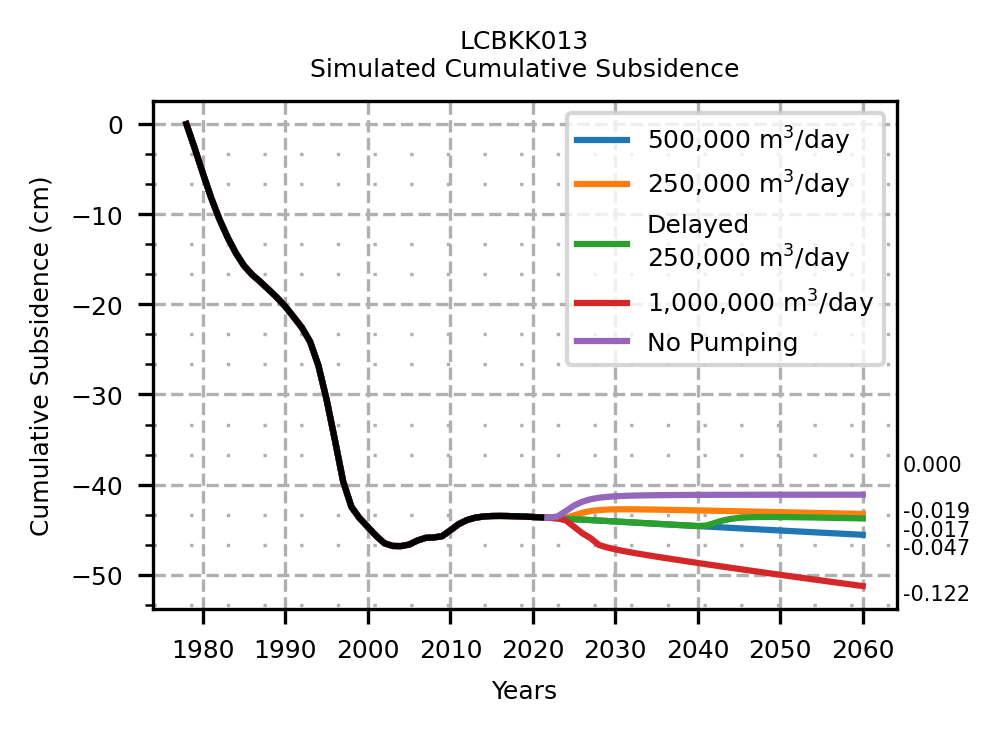 LCBKK013
Simulated Cumulative Subsidence
Cumulative Subsidence (cm)
0
−10
−20
−30
−40
−50
500,000 m³/day
250,000 m³/day
Delayed
250,000 m³/day
1,000,000 m³/day
No Pumping
0.000
-0.019
-0.017
-0.047
-0.122
1980 1990 2000 2010 2020 2030 2040 2050 2060
Years